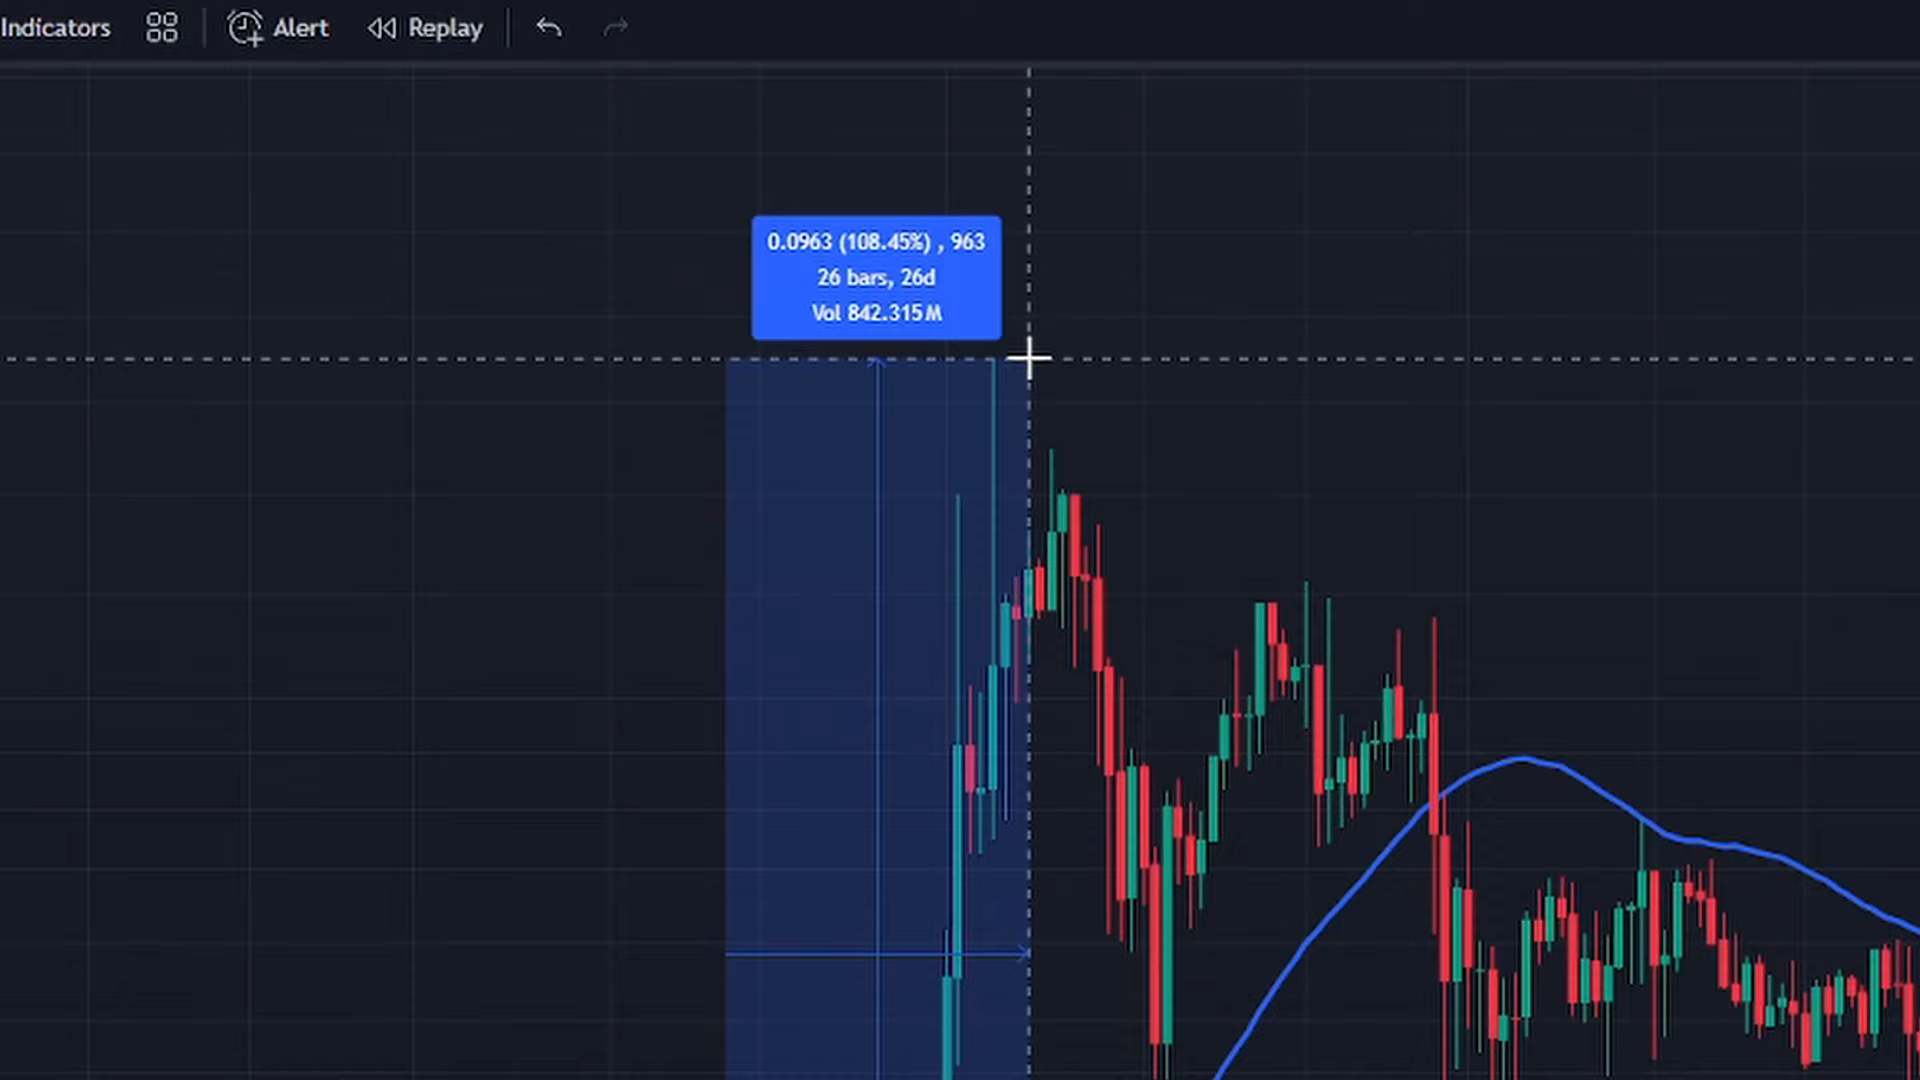 Indicators Alert Replay
0.0963 (108.45%) , 963
26 bars, 26d
Vol 842.315M